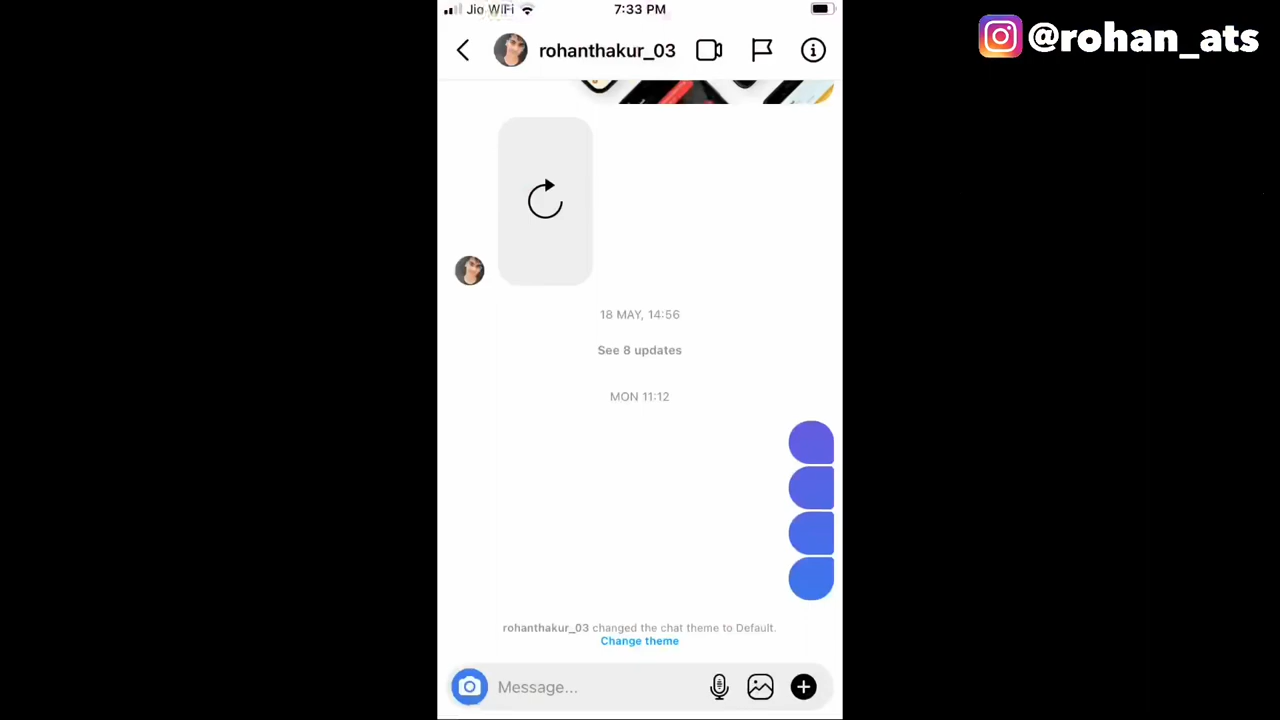 Jio WiFi 7:33 PM
@rohan_ats
rohanthakur_03
18 MAY, 14:56
See 8 updates
MON 11:12
rohanthakur_03 changed the chat theme to Default.
Change theme
Message...